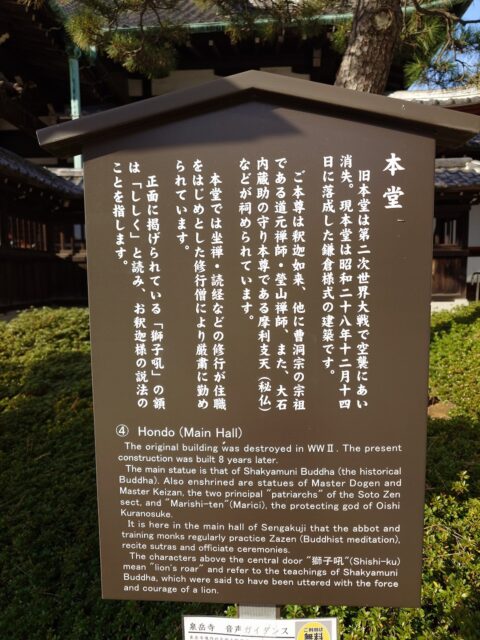 本堂
旧本堂は第二次世界大戦で空襲にあい
消失。現本堂は昭和二十八年十二月十四
日に落成した鎌倉様式の建築です。
ご本尊は釈迦如来、他に曹洞宗の宗祖
である道元禅師・瑩山禅師、また、大石
内蔵助の守り本尊である摩利支天(秘仏)
などが祠められています。
本堂では坐禅・読経などの修行が住職
をはじめとした修行僧により厳粛に勤め
られています。
正面に掲げられている「獅子吼」の額
は「ししく」と読み、お釈迦様の説法の
ことを指します。
④ Hondo (Main Hall)
The original building was destroyed in WWⅡ. The present
construction was built 8 years later.
The main statue is that of Shakyamuni Buddha (the historical
Buddha). Also enshrined are statues of Master Dogen and
Master Keizan, the two principal "patriarchs" of the Soto Zen
sect, and "Marishi-ten"(Marici), the protecting god of Oishi
Kuranosuke.
It is here in the main hall of Sengakuji that the abbot and
training monks regularly practice Zazen (Buddhist meditation),
recite sutras and officiate ceremonies.
The characters above the central door "獅子吼"(Shishi-ku)
mean "lion's roar" and refer to the teachings of Shakyamuni
Buddha, which were said to have been uttered with the force
and courage of a lion.
泉岳寺 音声ガイダンス
ご利用は
無料